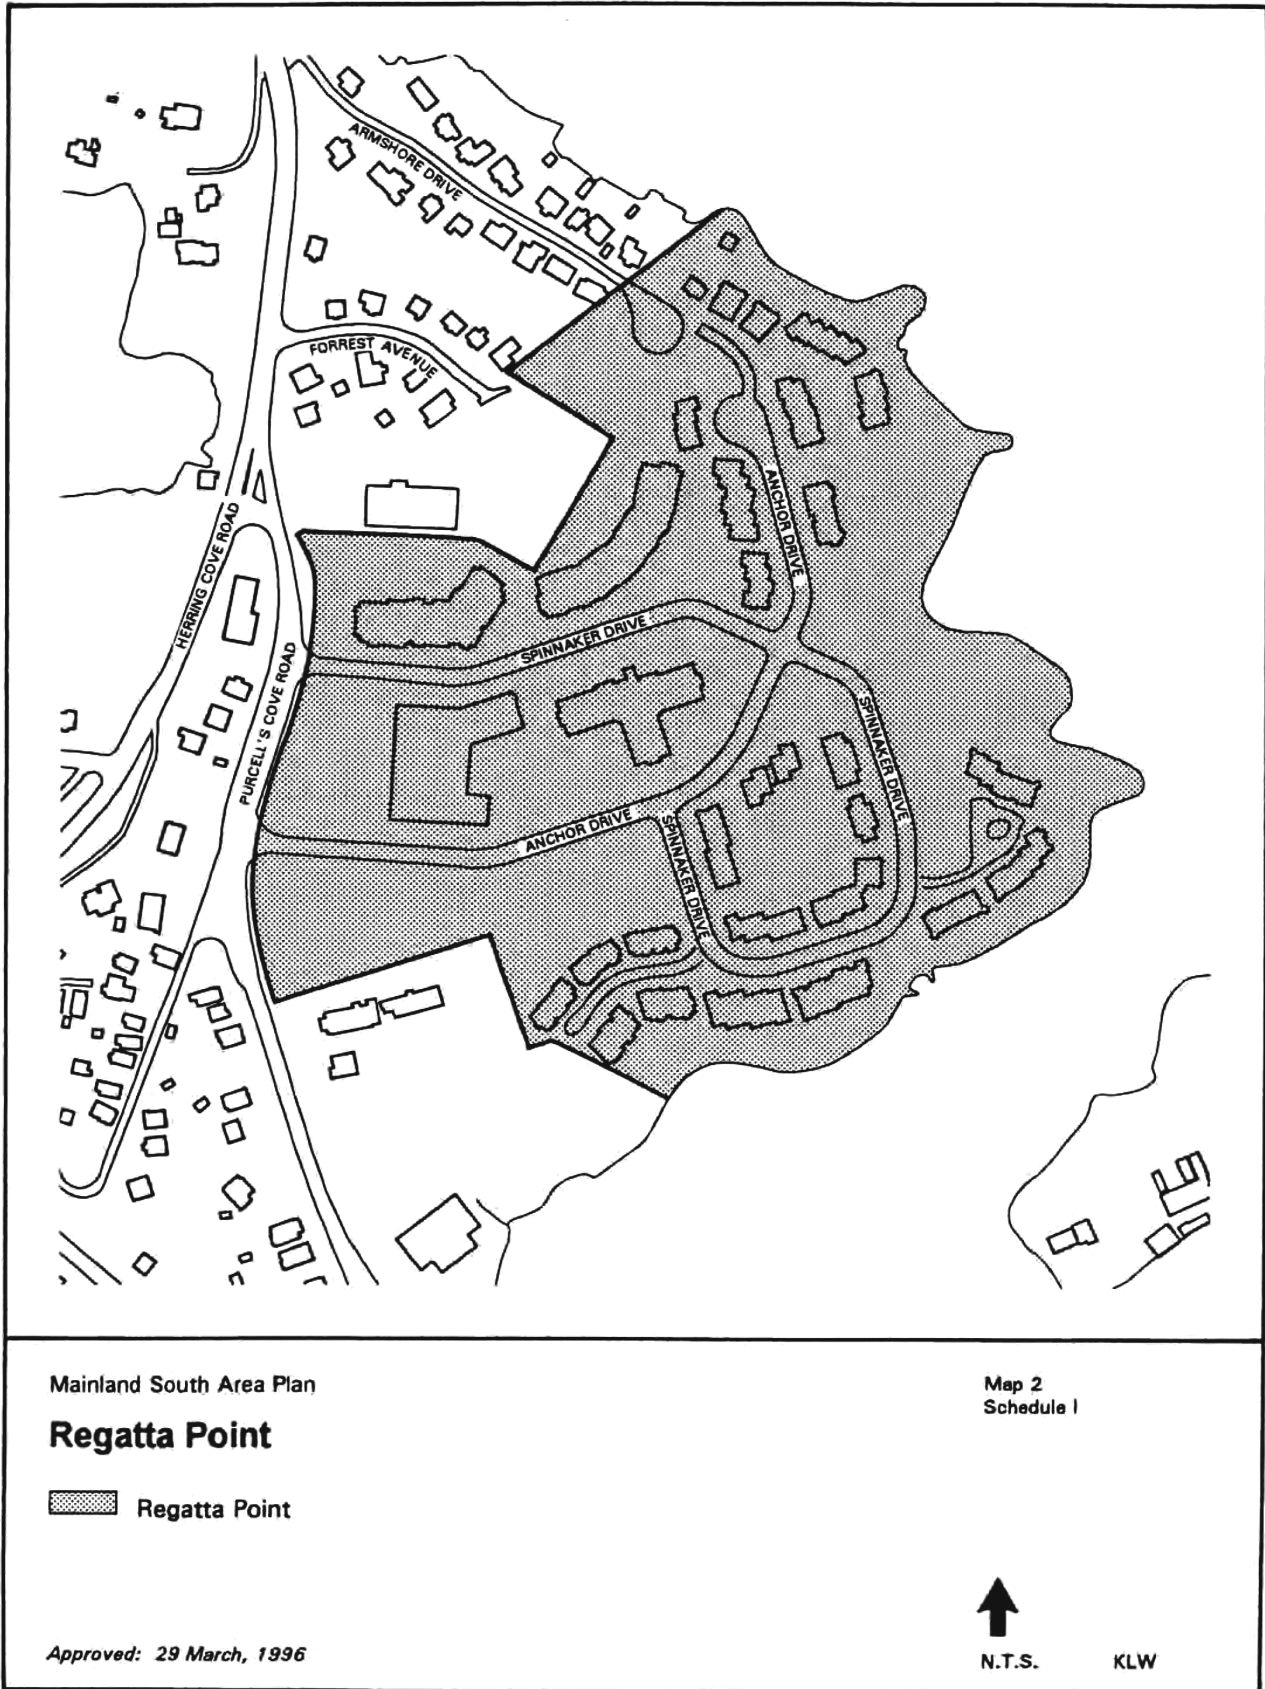 ARMSHORE DRIVE
FORREST AVENUE
ANCHOR DRIVE
HERRING COVE ROAD
SPINNAKER DRIVE
PURCELL'S COVE ROAD
SPINNAKER DRIVE
ANCHOR DRIVE
SPINNAKER DRIVE
Mainland South Area Plan
Map 2
Schedule I
Regatta Point
Regatta Point
Approved: 29 March, 1996
N.T.S.
KLW